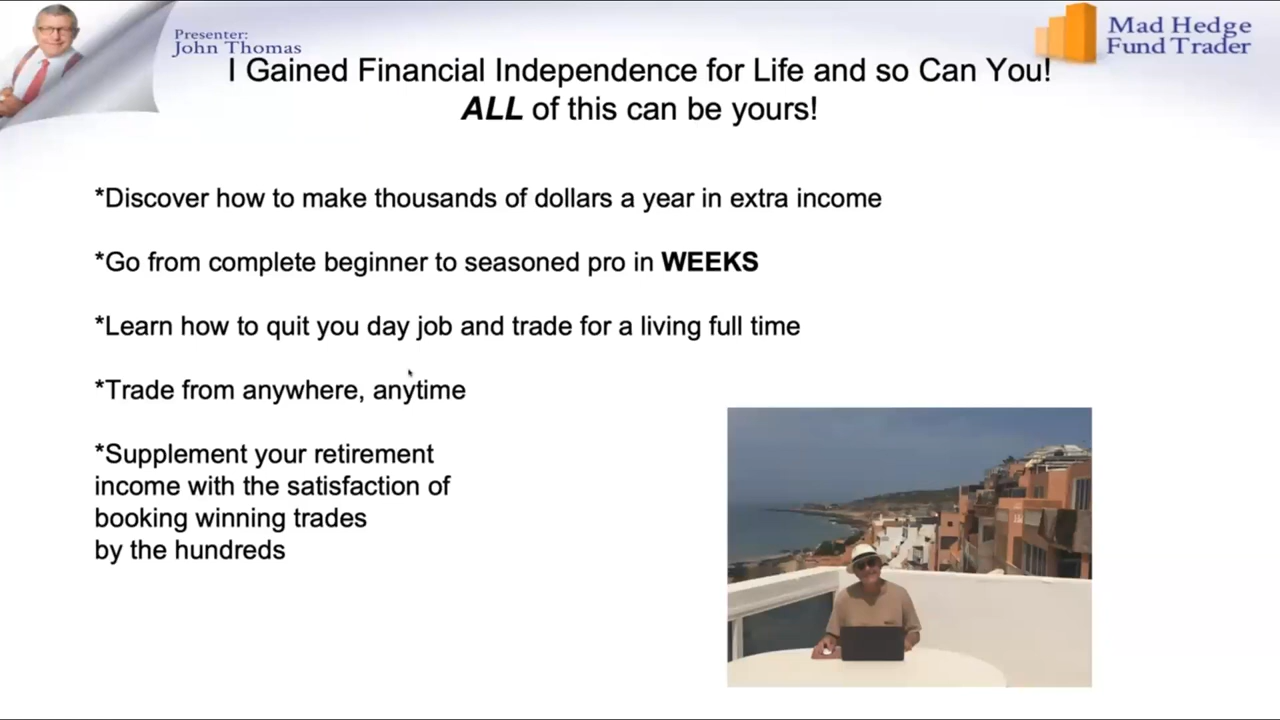 Presenter:
John Thomas
Mad Hedge
Fund Trader
I Gained Financial Independence for Life and so Can You!
ALL of this can be yours!
*Discover how to make thousands of dollars a year in extra income
*Go from complete beginner to seasoned pro in WEEKS
*Learn how to quit you day job and trade for a living full time
*Trade from anywhere, anytime
*Supplement your retirement
income with the satisfaction of
booking winning trades
by the hundreds